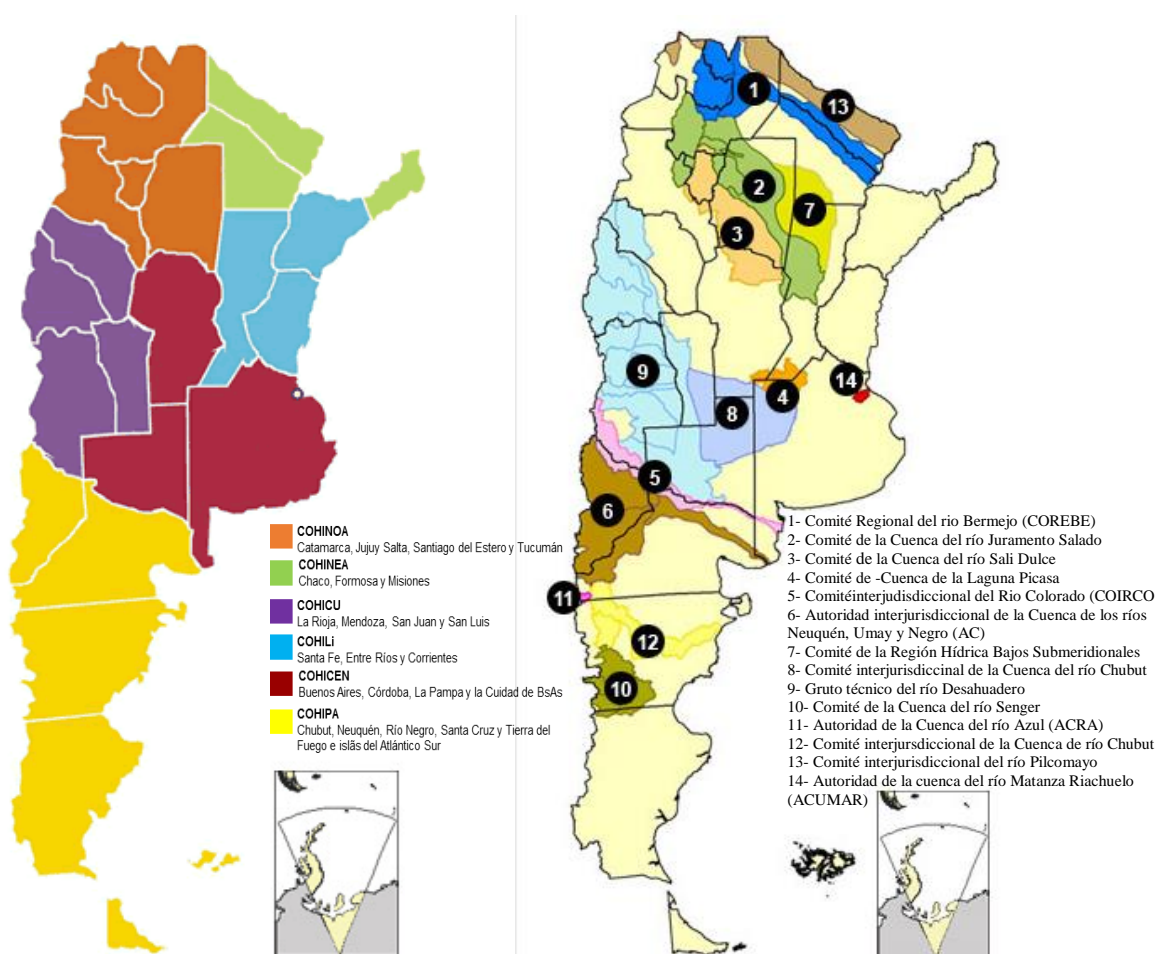 COHINOA
Catamarca, Jujuy Salta, Santiago del Estero y Tucumán
COHINEA
Chaco, Formosa y Misiones
COHICU
La Rioja, Mendoza, San Juan y San Luis
COHILi
Santa Fe, Entre Ríos y Corrientes
COHICEN
Buenos Aires, Córdoba, La Pampa y la Cuidad de BsAs
COHIPA
Chubut, Neuquén, Río Negro, Santa Cruz y Tierra del
Fuego e islãs del Atlántico Sur
1
13
2
7
3
9
14
4
8
5
6
11
12
10
1- Comité Regional del rio Bermejo (COREBE)
2- Comité de la Cuenca del río Juramento Salado
3- Comité de la Cuenca del río Sali Dulce
4- Comité de -Cuenca de la Laguna Picasa
5- Comitéinterjudisdiccional del Rio Colorado (COIRCO
6- Autoridad interjurisdiccional de la Cuenca de los ríos
Neuquén, Umay y Negro (AC)
7- Comité de la Región Hídrica Bajos Submeridionales
8- Comité interjurisdiccinal de la Cuenca del río Chubut
9- Gruto técnico del río Desahuadero
10- Comité de la Cuenca del río Senger
11- Autoridad de la Cuenca del río Azul (ACRA)
12- Comité interjursdiccional de la Cuenca de río Chubut
13- Comité interjurisdiccional del río Pilcomayo
14- Autoridad de la cuenca del río Matanza Riachuelo
(ACUMAR)